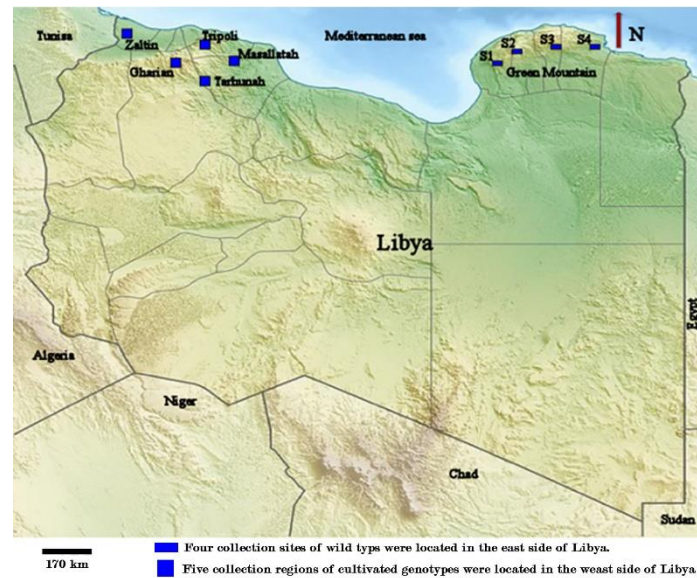 Tunisa
Zaltin
Tripoli
Mediterranean sea
Masallatah
Gharian
Tarhunah
S1
S2
S3
S4
N
Green Mountain
Libya
Egypt
Algeria
Niger
Chad
Sudan
170 km
Four collection sites of wild typs were located in the east side of Libya.
Five collection regions of cultivated genotypes were located in the weast side of Libya